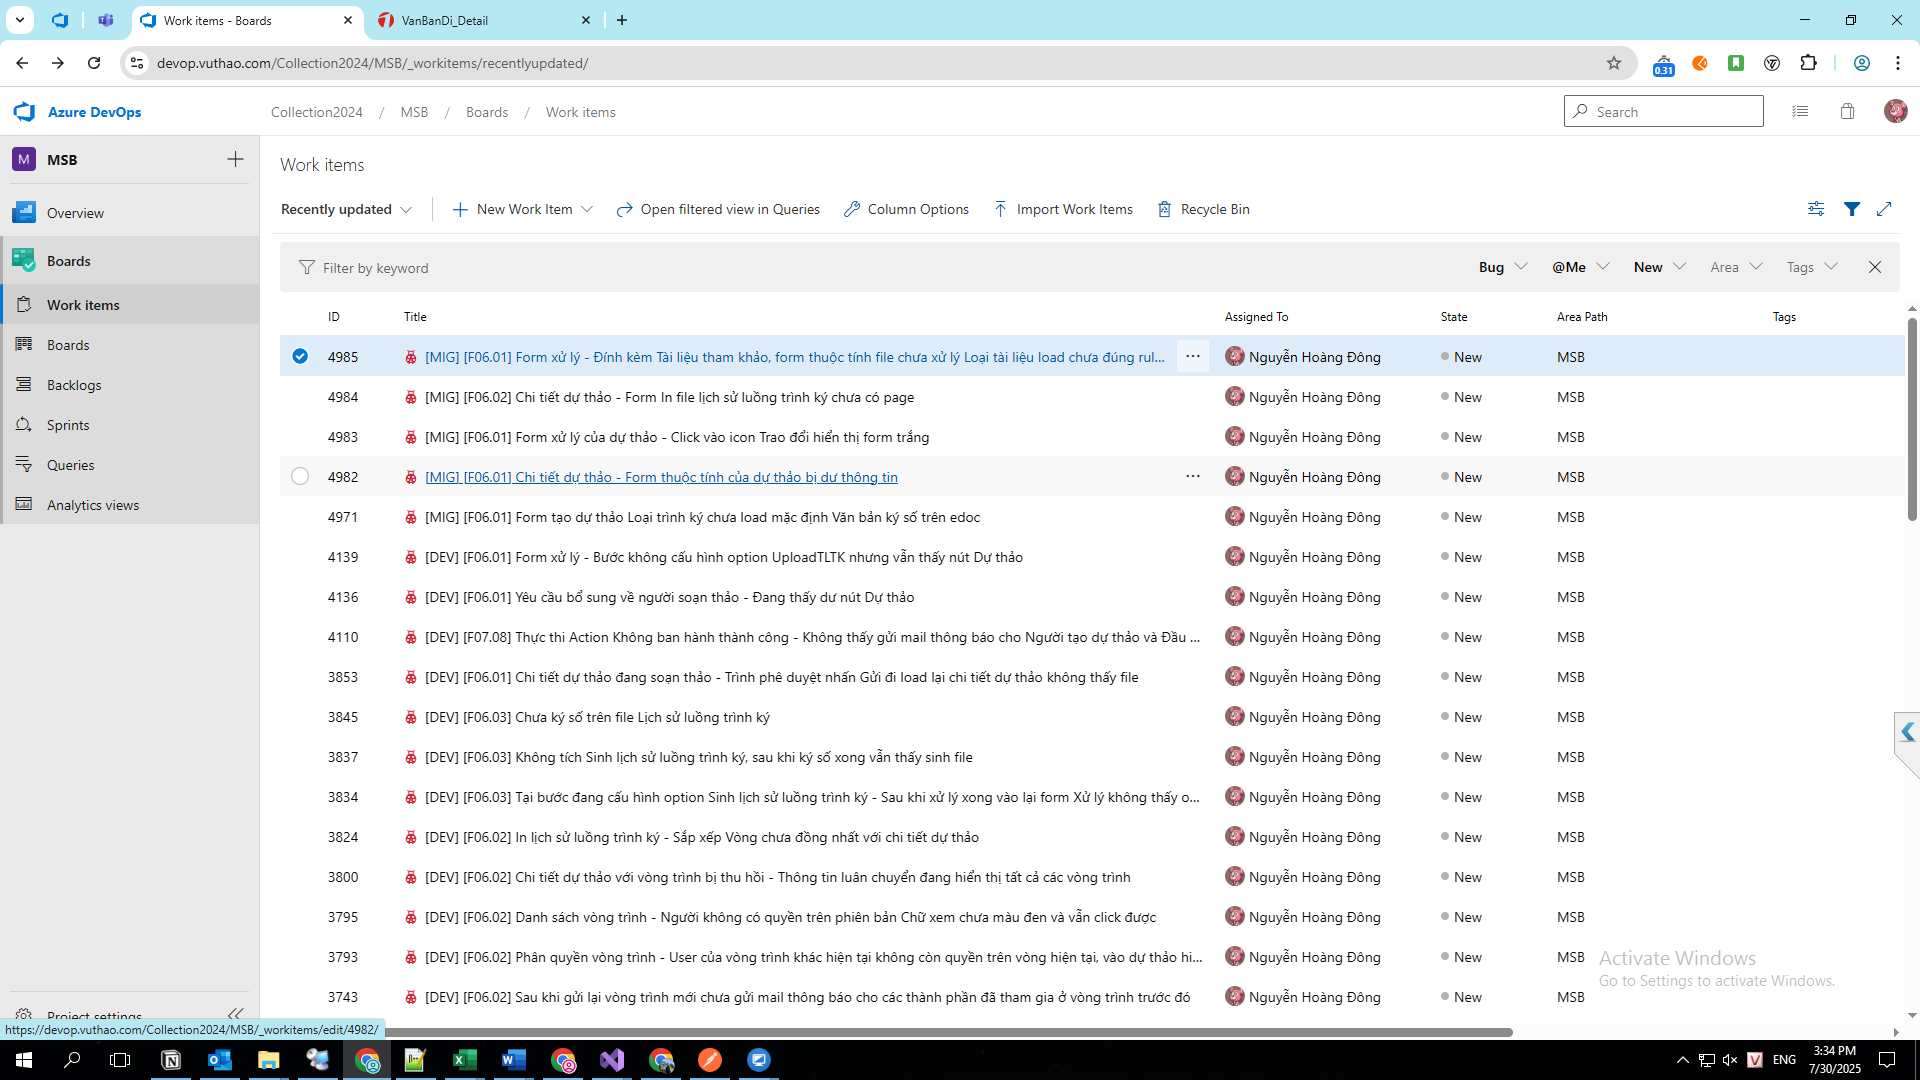 Work items - Boards
VanBanDi_Detail
devop.vuthao.com/Collection2024/MSB/_workitems/recentlyupdated/
0.31
Azure DevOps
Collection2024 / MSB / Boards / Work items
Search
M MSB
Overview
Boards
Work items
Boards
Backlogs
Sprints
Queries
Analytics views
Project settings
Work items
Recently updated
New Work Item
Open filtered view in Queries
Column Options
Import Work Items
Recycle Bin
Filter by keyword
Bug
@Me
New
Area
Tags
ID Title Assigned To State Area Path Tags
4985 [MIG] [F06.01] Form xử lý - Đính kèm Tài liệu tham khảo, form thuộc tính file chưa xử lý Loại tài liệu load chưa đúng rul... Nguyễn Hoàng Đông New MSB
4984 [MIG] [F06.02] Chi tiết dự thảo - Form In file lịch sử luồng trình ký chưa có page Nguyễn Hoàng Đông New MSB
4983 [MIG] [F06.01] Form xử lý của dự thảo - Click vào icon Trao đổi hiển thị form trắng Nguyễn Hoàng Đông New MSB
4982 [MIG] [F06.01] Chi tiết dự thảo - Form thuộc tính của dự thảo bị dư thông tin Nguyễn Hoàng Đông New MSB
4971 [MIG] [F06.01] Form tạo dự thảo Loại trình ký chưa load mặc định Văn bản ký số trên edoc Nguyễn Hoàng Đông New MSB
4139 [DEV] [F06.01] Form xử lý - Bước không cấu hình option UploadTLTK nhưng vẫn thấy nút Dự thảo Nguyễn Hoàng Đông New MSB
4136 [DEV] [F06.01] Yêu cầu bổ sung về người soạn thảo - Đang thấy dư nút Dự thảo Nguyễn Hoàng Đông New MSB
4110 [DEV] [F07.08] Thực thi Action Không ban hành thành công - Không thấy gửi mail thông báo cho Người tạo dự thảo và Đầu ... Nguyễn Hoàng Đông New MSB
3853 [DEV] [F06.01] Chi tiết dự thảo đang soạn thảo - Trình phê duyệt nhấn Gửi đi load lại chi tiết dự thảo không thấy file Nguyễn Hoàng Đông New MSB
3845 [DEV] [F06.03] Chưa ký số trên file Lịch sử luồng trình ký Nguyễn Hoàng Đông New MSB
3837 [DEV] [F06.03] Không tích Sinh lịch sử luồng trình ký, sau khi ký số xong vẫn thấy sinh file Nguyễn Hoàng Đông New MSB
3834 [DEV] [F06.03] Tại bước đang cấu hình option Sinh lịch sử luồng trình ký - Sau khi xử lý xong vào lại form Xử lý không thấy o... Nguyễn Hoàng Đông New MSB
3824 [DEV] [F06.02] In lịch sử luồng trình ký - Sắp xếp Vòng chưa đồng nhất với chi tiết dự thảo Nguyễn Hoàng Đông New MSB
3800 [DEV] [F06.02] Chi tiết dự thảo với vòng trình bị thu hồi - Thông tin luân chuyển đang hiển thị tất cả các vòng trình Nguyễn Hoàng Đông New MSB
3795 [DEV] [F06.02] Danh sách vòng trình - Người không có quyền trên phiên bản Chữ xem chưa màu đen và vẫn click được Nguyễn Hoàng Đông New MSB
3793 [DEV] [F06.02] Phân quyền vòng trình - User của vòng trình khác hiện tại không còn quyền trên vòng hiện tại, vào dự thảo hi... Nguyễn Hoàng Đông New MSB
3743 [DEV] [F06.02] Sau khi gửi lại vòng trình mới chưa gửi mail thông báo cho các thành phần đã tham gia ở vòng trình trước đó Nguyễn Hoàng Đông New MSB
Activate Windows
Go to Settings to activate Windows.
https://devop.vuthao.com/Collection2024/MSB/_workitems/edit/4982/
ENG
3:34 PM
7/30/2025